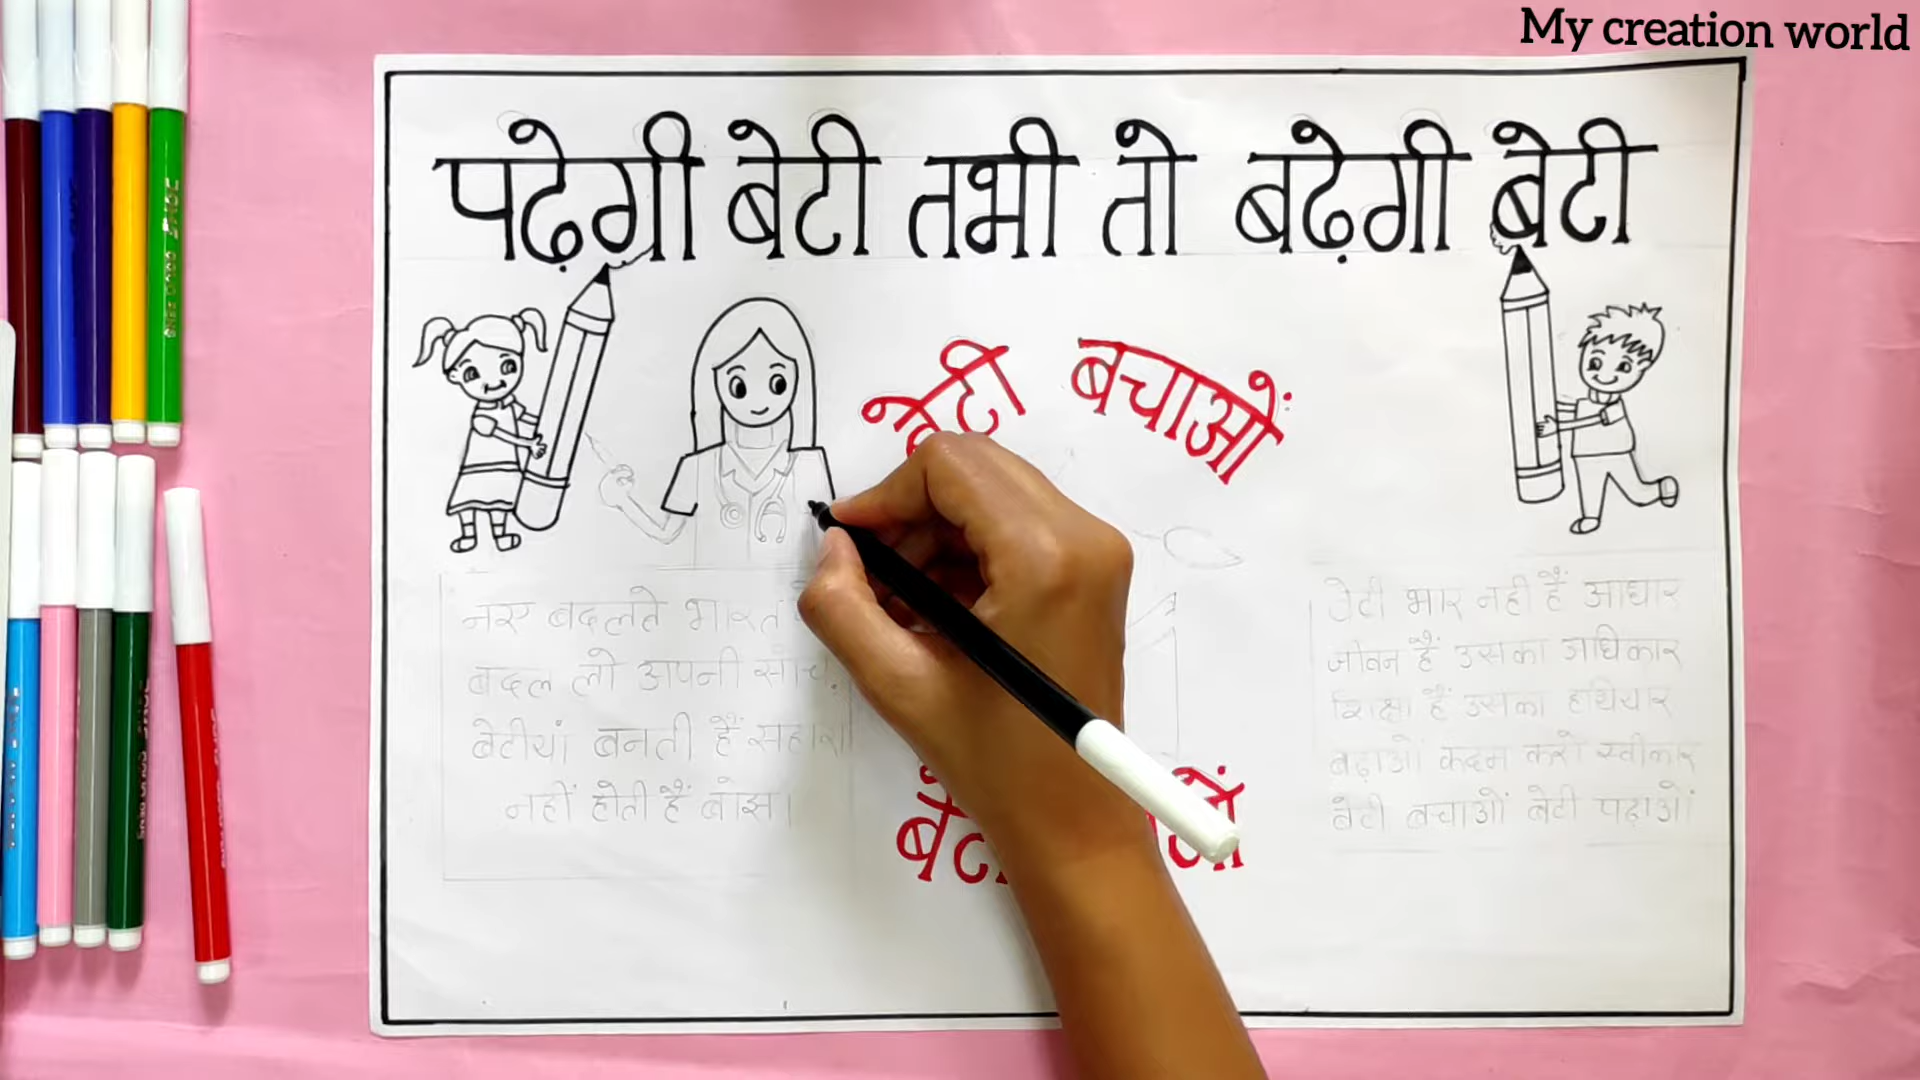 My creation world
पढ़ेगी बेटी तभी तो बढ़ेगी बेटी
बेटी बचाओं
नए बदलते भारत
बदल लो अपनी सोच
बेटीयां बनती हैं सहारा
नहीं होती हैं बोझ।
बेटी भार नही हैं आधार
जीवन हैं उसका अधिकार
शिक्षा हैं उसका हथियार
बढ़ाओ कदम करो स्वीकार
बेटी बचाओं बेटी पढ़ाओं